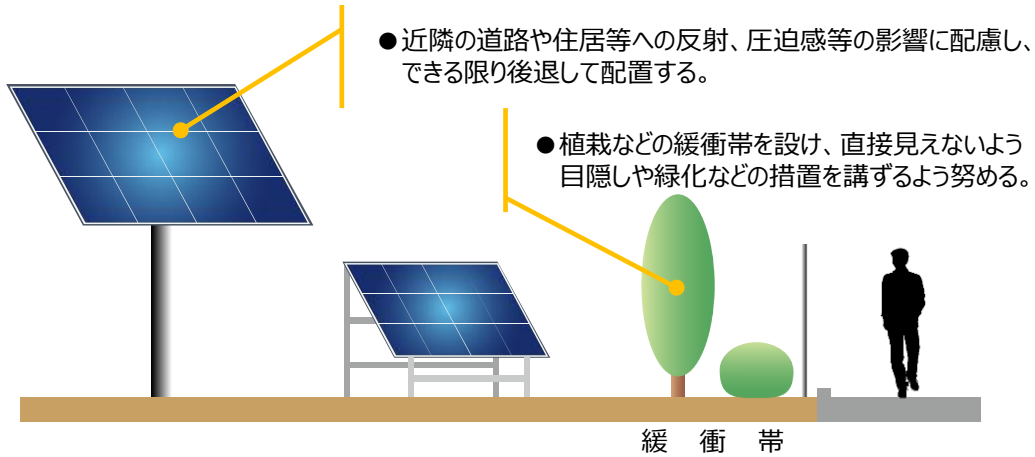 ●近隣の道路や住居等への反射、圧迫感等の影響に配慮し、
できる限り後退して配置する。
●植栽などの緩衝帯を設け、直接見えないよう
目隠しや緑化などの措置を講ずるよう努める。
緩 衝 帯